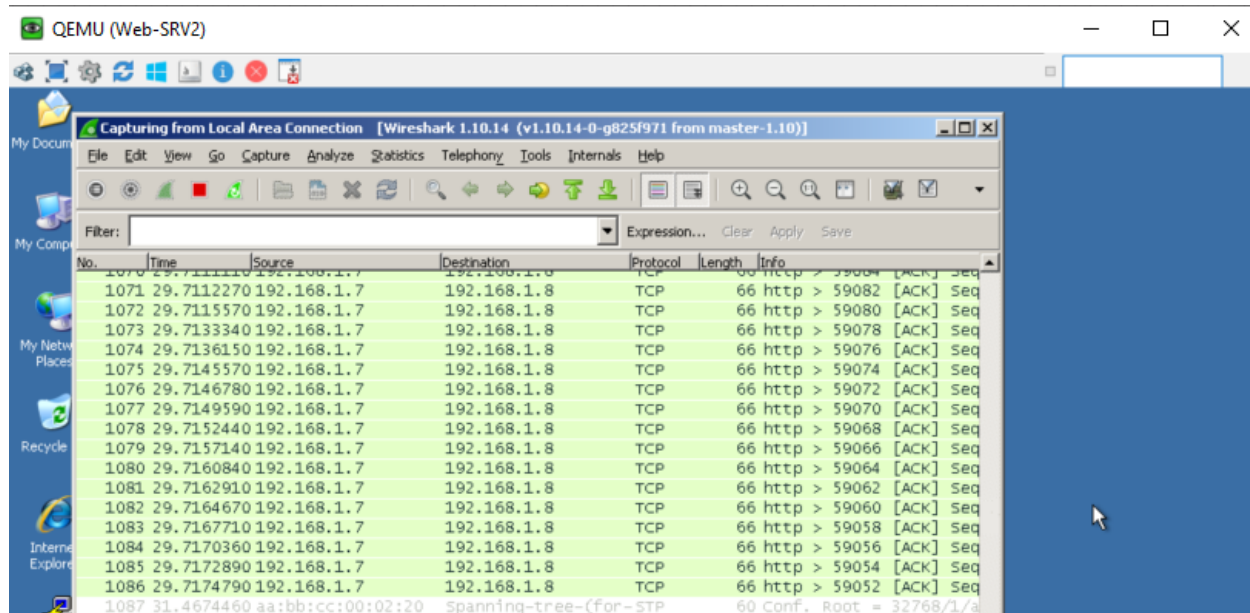 QEMU (Web-SRV2)
My Docum
Capturing from Local Area Connection [Wireshark 1.10.14 (v1.10.14-0-g825f971 from master-1.10)]
File Edit View Go Capture Analyze Statistics Telephony Tools Internals Help
My Compu
Filter: Expression... Clear Apply Save
No. Time Source Destination Protocol Length Info
1071 29.7112270 192.168.1.7 192.168.1.8 TCP 66 http > 59082 [ACK] Seq
1072 29.7115570 192.168.1.7 192.168.1.8 TCP 66 http > 59080 [ACK] Seq
1073 29.7133340 192.168.1.7 192.168.1.8 TCP 66 http > 59078 [ACK] Seq
My Netw
Places
1074 29.7136150 192.168.1.7 192.168.1.8 TCP 66 http > 59076 [ACK] Seq
1075 29.7145570 192.168.1.7 192.168.1.8 TCP 66 http > 59074 [ACK] Seq
1076 29.7146780 192.168.1.7 192.168.1.8 TCP 66 http > 59072 [ACK] Seq
1077 29.7149590 192.168.1.7 192.168.1.8 TCP 66 http > 59070 [ACK] Seq
1078 29.7152440 192.168.1.7 192.168.1.8 TCP 66 http > 59068 [ACK] Seq
Recycle
1079 29.7157140 192.168.1.7 192.168.1.8 TCP 66 http > 59066 [ACK] Seq
1080 29.7160840 192.168.1.7 192.168.1.8 TCP 66 http > 59064 [ACK] Seq
1081 29.7162910 192.168.1.7 192.168.1.8 TCP 66 http > 59062 [ACK] Seq
1082 29.7164670 192.168.1.7 192.168.1.8 TCP 66 http > 59060 [ACK] Seq
1083 29.7167710 192.168.1.7 192.168.1.8 TCP 66 http > 59058 [ACK] Seq
Interne
Explore
1084 29.7170360 192.168.1.7 192.168.1.8 TCP 66 http > 59056 [ACK] Seq
1085 29.7172890 192.168.1.7 192.168.1.8 TCP 66 http > 59054 [ACK] Seq
1086 29.7174790 192.168.1.7 192.168.1.8 TCP 66 http > 59052 [ACK] Seq
1087 31.4674460 aa:bb:cc:00:02:20 Spanning-tree-(for- STP 60 Conf. Root = 32768/1/a